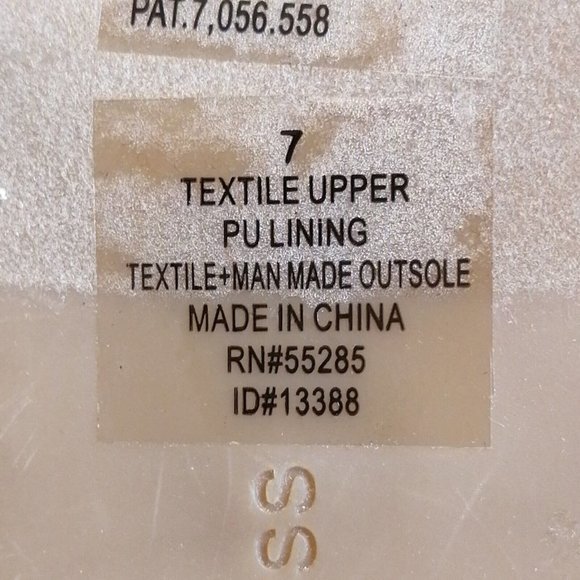 PAT.7,056.558
7
TEXTILE UPPER
PU LINING
TEXTILE+MAN MADE OUTSOLE
MADE IN CHINA
RN#55285
ID#13388
SS